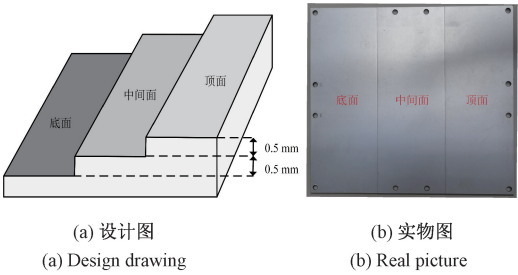 底面
中间面
顶面
0.5 mm
0.5 mm
底面
中间面
顶面
(a) 设计图
(a) Design drawing
(b) 实物图
(b) Real picture